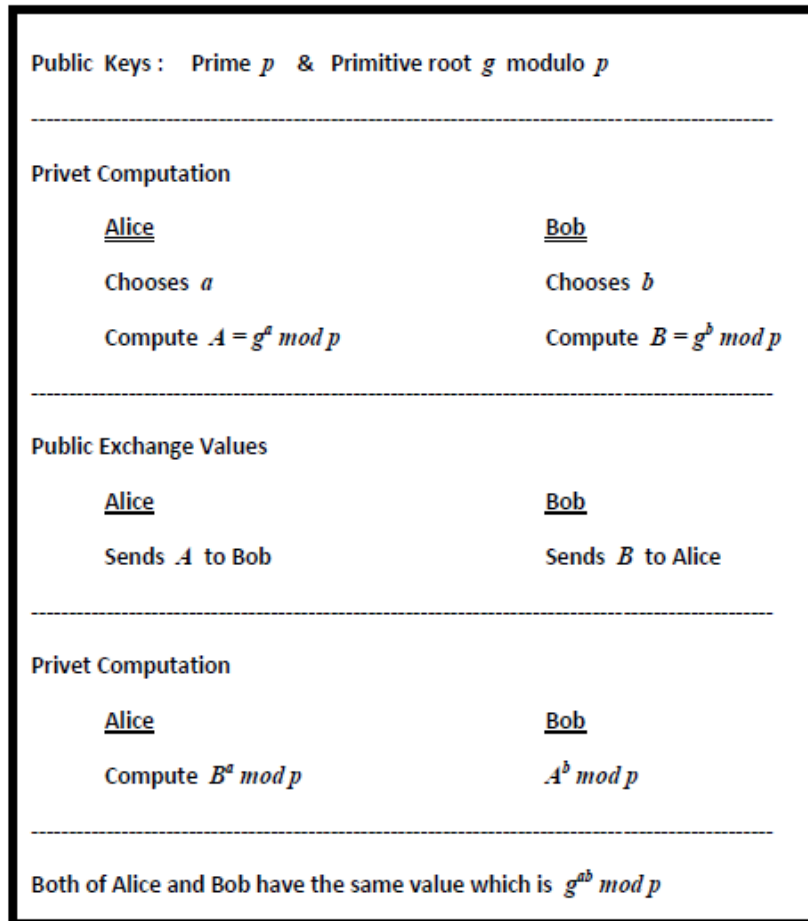 Public Keys : Prime p & Primitive root g modulo p
Privet Computation
Alice Bob
Chooses a Chooses b
Compute A = g^a mod p Compute B = g^b mod p
Public Exchange Values
Alice Bob
Sends A to Bob Sends B to Alice
Privet Computation
Alice Bob
Compute B^a mod p A^b mod p
Both of Alice and Bob have the same value which is g^ab mod p